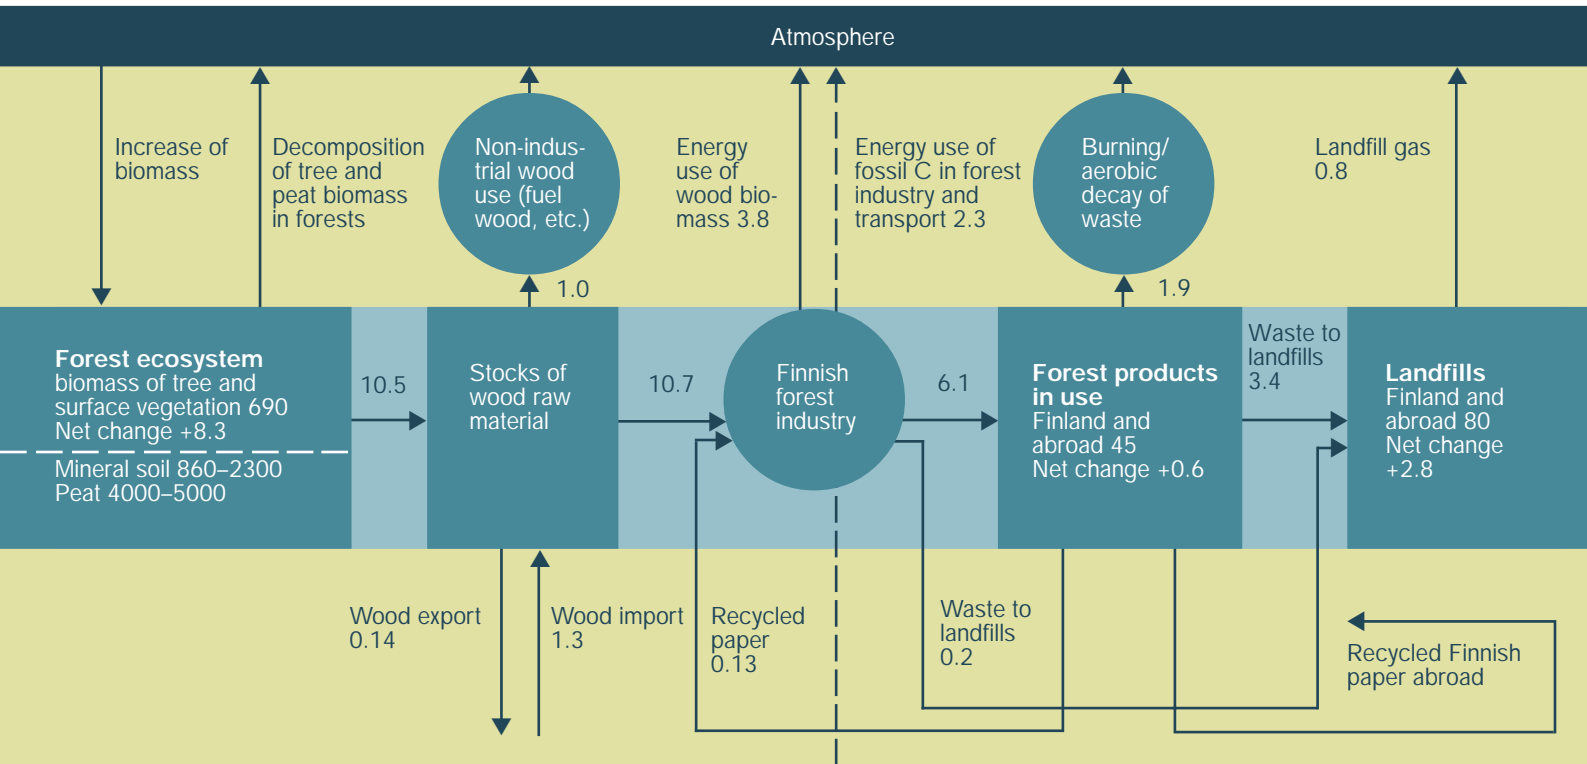 Atmosphere
Increase of
biomass
Decomposition
of tree and
peat biomass
in forests
Non-indus-
trial wood
use (fuel
wood, etc.)
Energy
use of
wood bio-
mass 3.8
Energy use of
fossil C in forest
industry and
transport 2.3
Burning/
aerobic
decay of
waste
Landfill gas
0.8
1.0
1.9
Forest ecosystem
biomass of tree and
surface vegetation 690
Net change +8.3
Mineral soil 860–2300
Peat 4000–5000
10.5
Stocks of
wood raw
material
10.7
Finnish
forest
industry
6.1
Forest products
in use
Finland and
abroad 45
Net change +0.6
Waste to
landfills
3.4
Landfills
Finland and
abroad 80
Net change
+2.8
Wood export
0.14
Wood import
1.3
Recycled
paper
0.13
Waste to
landfills
0.2
Recycled Finnish
paper abroad